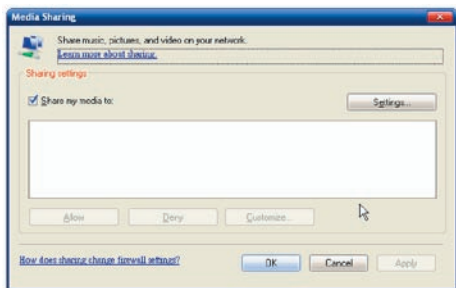 Media Sharing
Share music, pictures, and video on your network.
Learn more about sharing.
Sharing settings
Share my media to:
Settings...
Allow
Deny
Customize...
How does sharing change firewall settings?
OK
Cancel
Apply